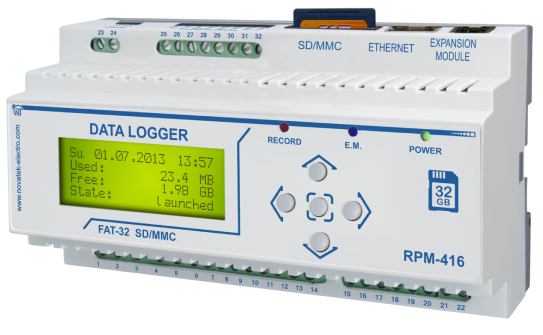 23 24
25 26 27 28 29 30 31 32
SD/MMC
ETHERNET
EXPANSION
MODULE
www.novatek-electro.com
DATA LOGGER
Su 01.07.2013 13:57
Used: 23.4 MB
Free: 1.98 GB
State: launched
FAT-32 SD/MMC
RECORD
E.M.
POWER
32
GB
RPM-416
1 2 3 4 5 6 7 8 9 10 11 12 13 14
15 16 17 18 19 20 21 22